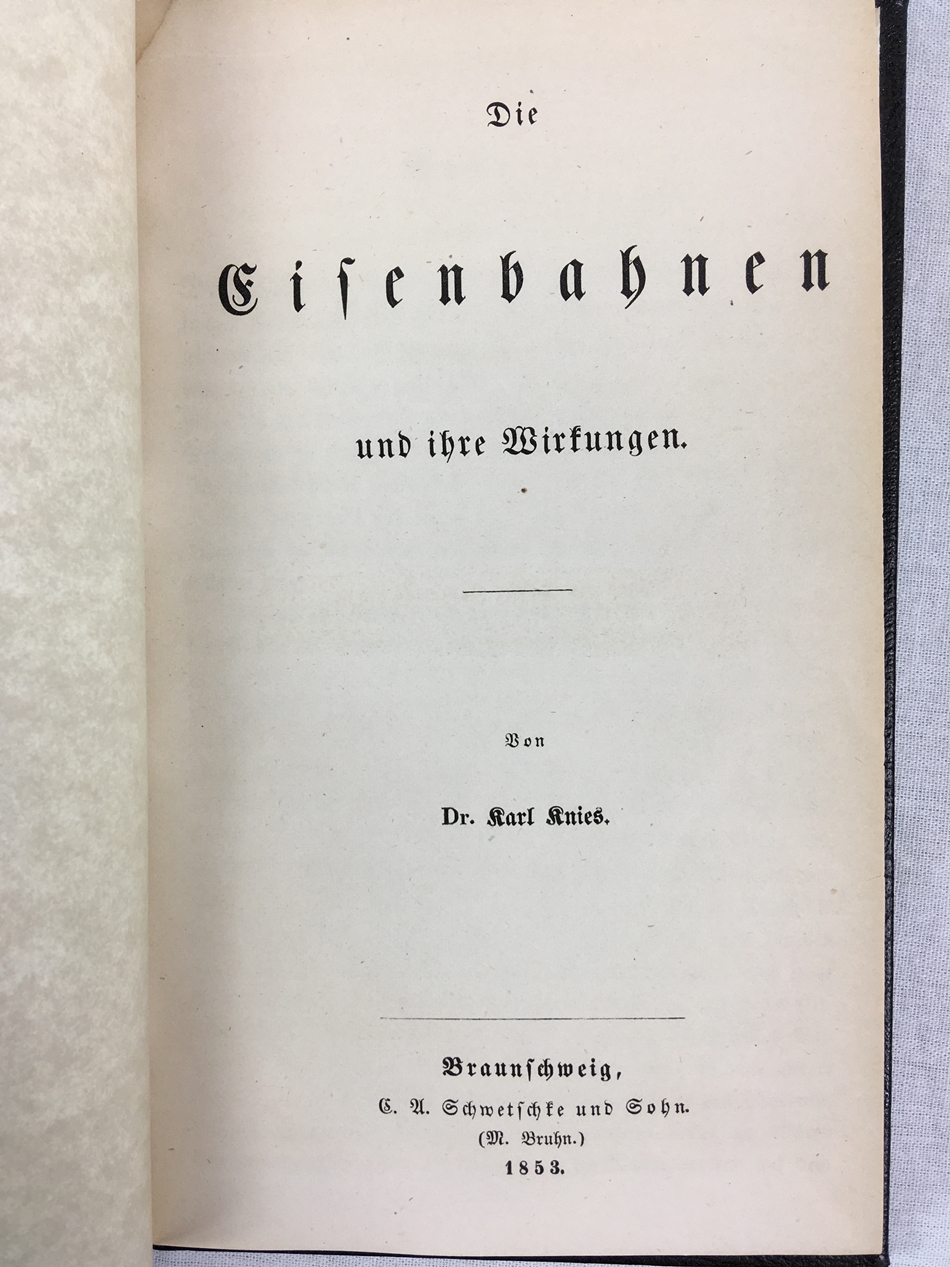 Die
Eiſenbahnen
und ihre Wirkungen.
Von
Dr. Karl Knies.
Braunſchweig,
C. A. Schwetſchke und Sohn.
(M. Bruhn.)
1853.